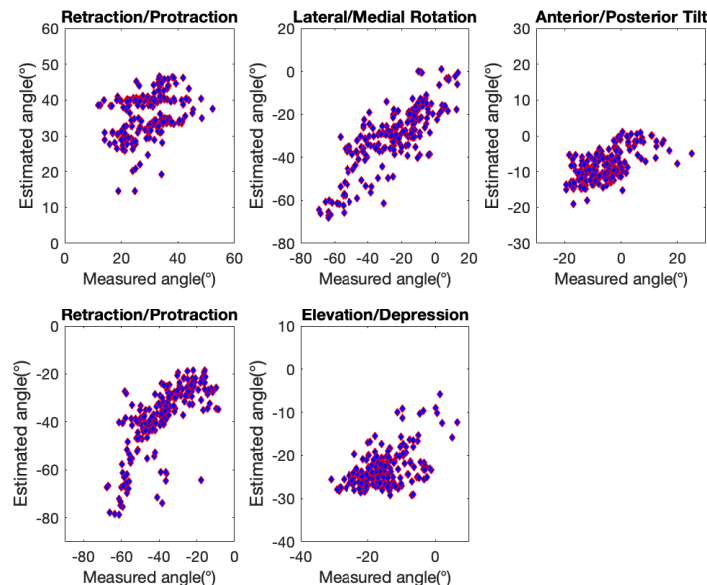 Retraction/Protraction
Lateral/Medial Rotation
Anterior/Posterior Tilt
60
50
40
30
20
10
0
Estimated angle(°)
0 20 40 60
Measured angle(°)
0
-20
-40
-60
-80
Estimated angle(°)
-80 -60 -40 -20 0
Measured angle(°)
30
20
10
0
-10
-20
-30
Estimated angle(°)
-20 0 20
Measured angle(°)
Retraction/Protraction
Elevation/Depression
0
-20
-40
-60
-80
Estimated angle(°)
-80 -60 -40 -20 0
Measured angle(°)
10
0
-10
-20
-30
-40
Estimated angle(°)
-40 -20 0
Measured angle(°)